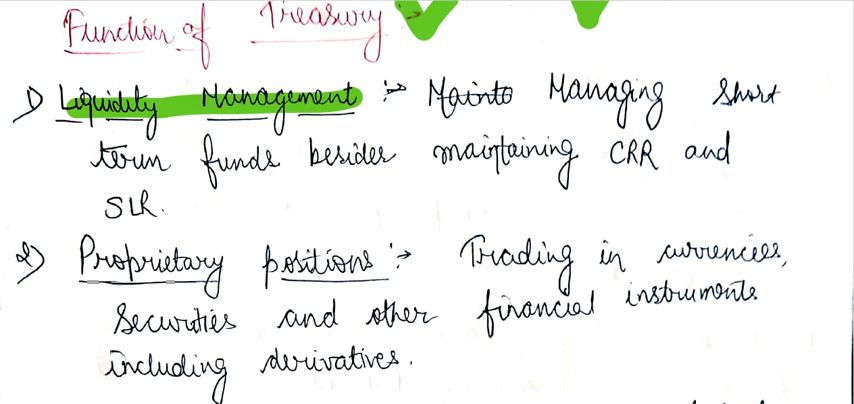 Function of Treasury :-
1) Liquidity Management :- Mainta Managing Short
term funds besides maintaining CRR and
SLR.
2) Proprietary positions :- Trading in currencies,
Securities and other financial instruments
including derivatives.